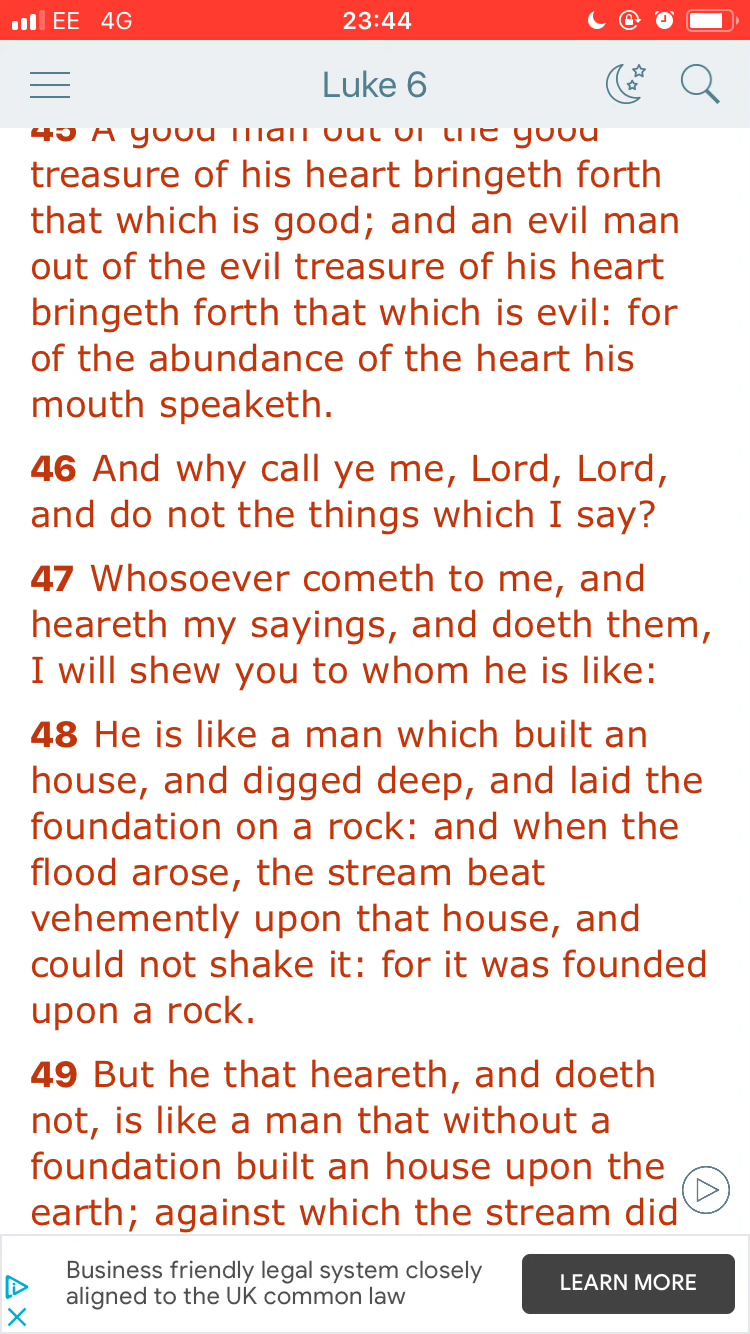 EE 4G 23:44
Luke 6
45 A good man out of the good
treasure of his heart bringeth forth
that which is good; and an evil man
out of the evil treasure of his heart
bringeth forth that which is evil: for
of the abundance of the heart his
mouth speaketh.
46 And why call ye me, Lord, Lord,
and do not the things which I say?
47 Whosoever cometh to me, and
heareth my sayings, and doeth them,
I will shew you to whom he is like:
48 He is like a man which built an
house, and digged deep, and laid the
foundation on a rock: and when the
flood arose, the stream beat
vehemently upon that house, and
could not shake it: for it was founded
upon a rock.
49 But he that heareth, and doeth
not, is like a man that without a
foundation built an house upon the
earth; against which the stream did
Business friendly legal system closely
aligned to the UK common law
LEARN MORE